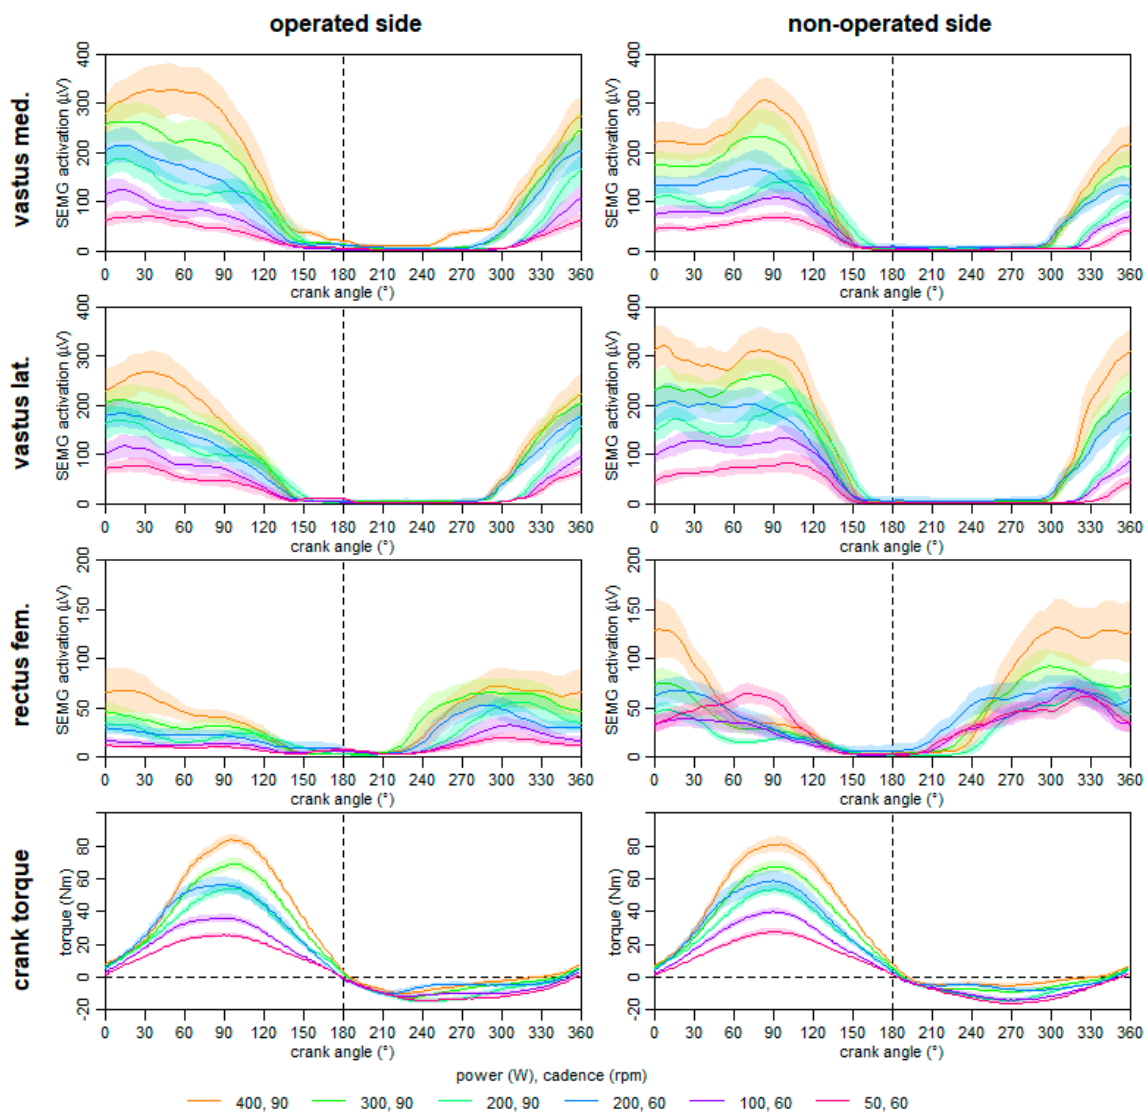 operated side
non-operated side
vastus med.
SEMG activation (µV)
0 100 200 300 400
0 30 60 90 120 150 180 210 240 270 300 330 360
crank angle (°)
SEMG activation (µV)
0 100 200 300 400
0 30 60 90 120 150 180 210 240 270 300 330 360
crank angle (°)
vastus lat.
SEMG activation (µV)
0 100 200 300 400
0 30 60 90 120 150 180 210 240 270 300 330 360
crank angle (°)
SEMG activation (µV)
0 100 200 300 400
0 30 60 90 120 150 180 210 240 270 300 330 360
crank angle (°)
rectus fem.
SEMG activation (µV)
0 50 100 150 200
0 30 60 90 120 150 180 210 240 270 300 330 360
crank angle (°)
SEMG activation (µV)
0 50 100 150 200
0 30 60 90 120 150 180 210 240 270 300 330 360
crank angle (°)
crank torque
torque (Nm)
-20 0 20 40 60 80
0 30 60 90 120 150 180 210 240 270 300 330 360
crank angle (°)
torque (Nm)
-20 0 20 40 60 80
0 30 60 90 120 150 180 210 240 270 300 330 360
crank angle (°)
power (W), cadence (rpm)
400, 90 300, 90 200, 90 200, 60 100, 60 50, 60